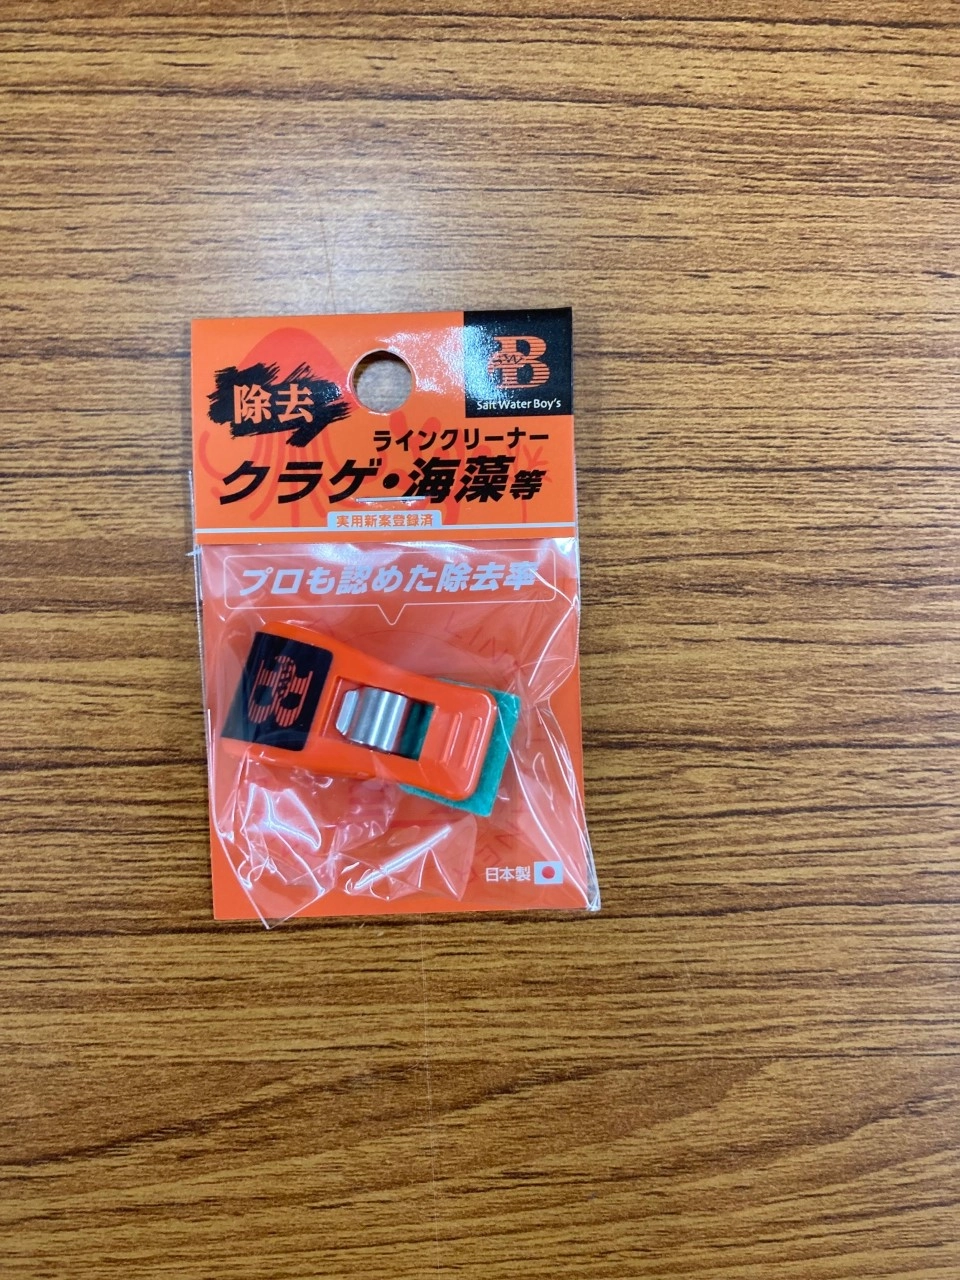 B
SW
Salt Water Boy's
除去
ラインクリーナー
クラゲ・海藻等
実用新案登録済
プロも認めた除去率
LINE
B
日本製